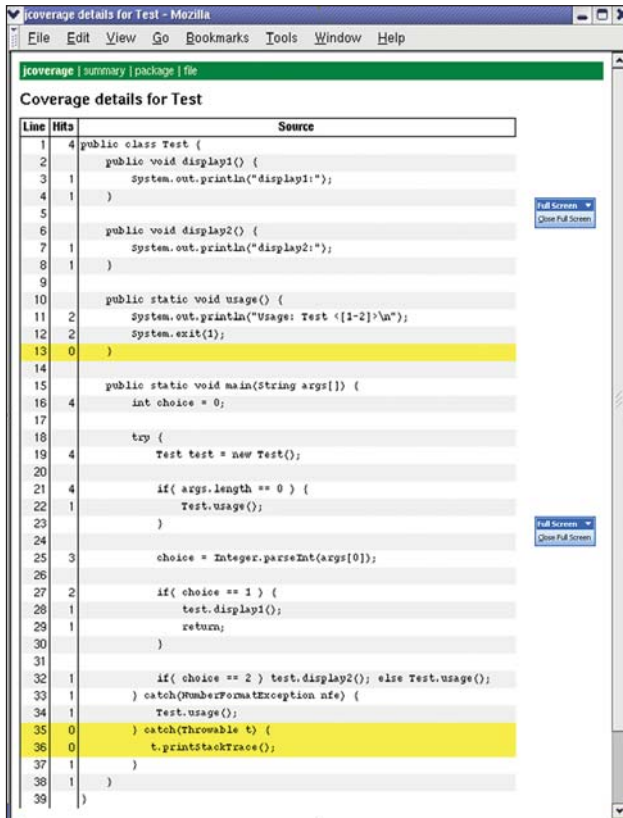 jcoverage details for Test - Mozilla
File Edit View Go Bookmarks Tools Window Help
jcoverage | summary | package | file
Coverage details for Test
Line Hits Source
1 4 public class Test {
2 public void display1() {
3 1 System.out.println("display1:");
4 1 }
5
6 public void display2() {
7 1 System.out.println("display2:");
8 1 }
9
10 public static void usage() {
11 2 System.out.println("Usage: Test <[1-2]>\n");
12 2 System.exit(1);
13 0 }
14
15 public static void main(String args[]) {
16 4 int choice = 0;
17
18 try {
19 4 Test test = new Test();
20
21 4 if( args.length == 0 ) {
22 1 Test.usage();
23 }
24
25 3 choice = Integer.parseInt(args[0]);
26
27 2 if( choice == 1 ) {
28 1 test.display1();
29 1 return;
30 }
31
32 1 if( choice == 2 ) test.display2(); else Test.usage();
33 1 } catch(NumberFormatException nfe) {
34 1 Test.usage();
35 0 } catch(Throwable t) {
36 0 t.printStackTrace();
37 1 }
38 1 }
39 }
Full Screen
Close Full Screen
Full Screen
Close Full Screen